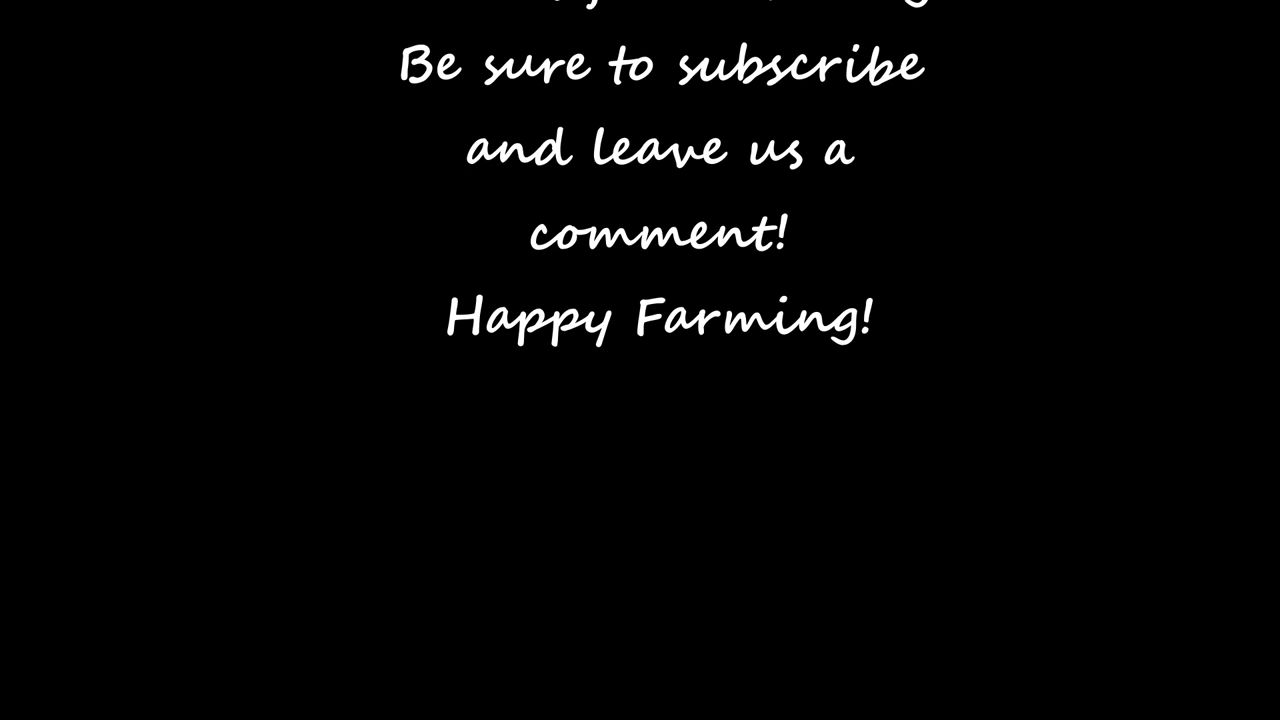 Be sure to subscribe
and leave us a
comment!
Happy Farming!